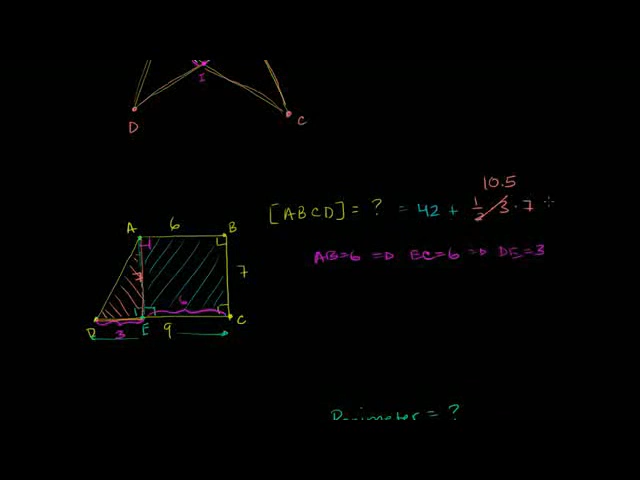 I
D
C
10.5
[ABCD] = ? = 42 + 1/2 3 · 7
A 6 B
AB=6 ⇒ EC=6 ⇒ DE=3
7 7
6
D E 9 C
3
Perimeter = ?